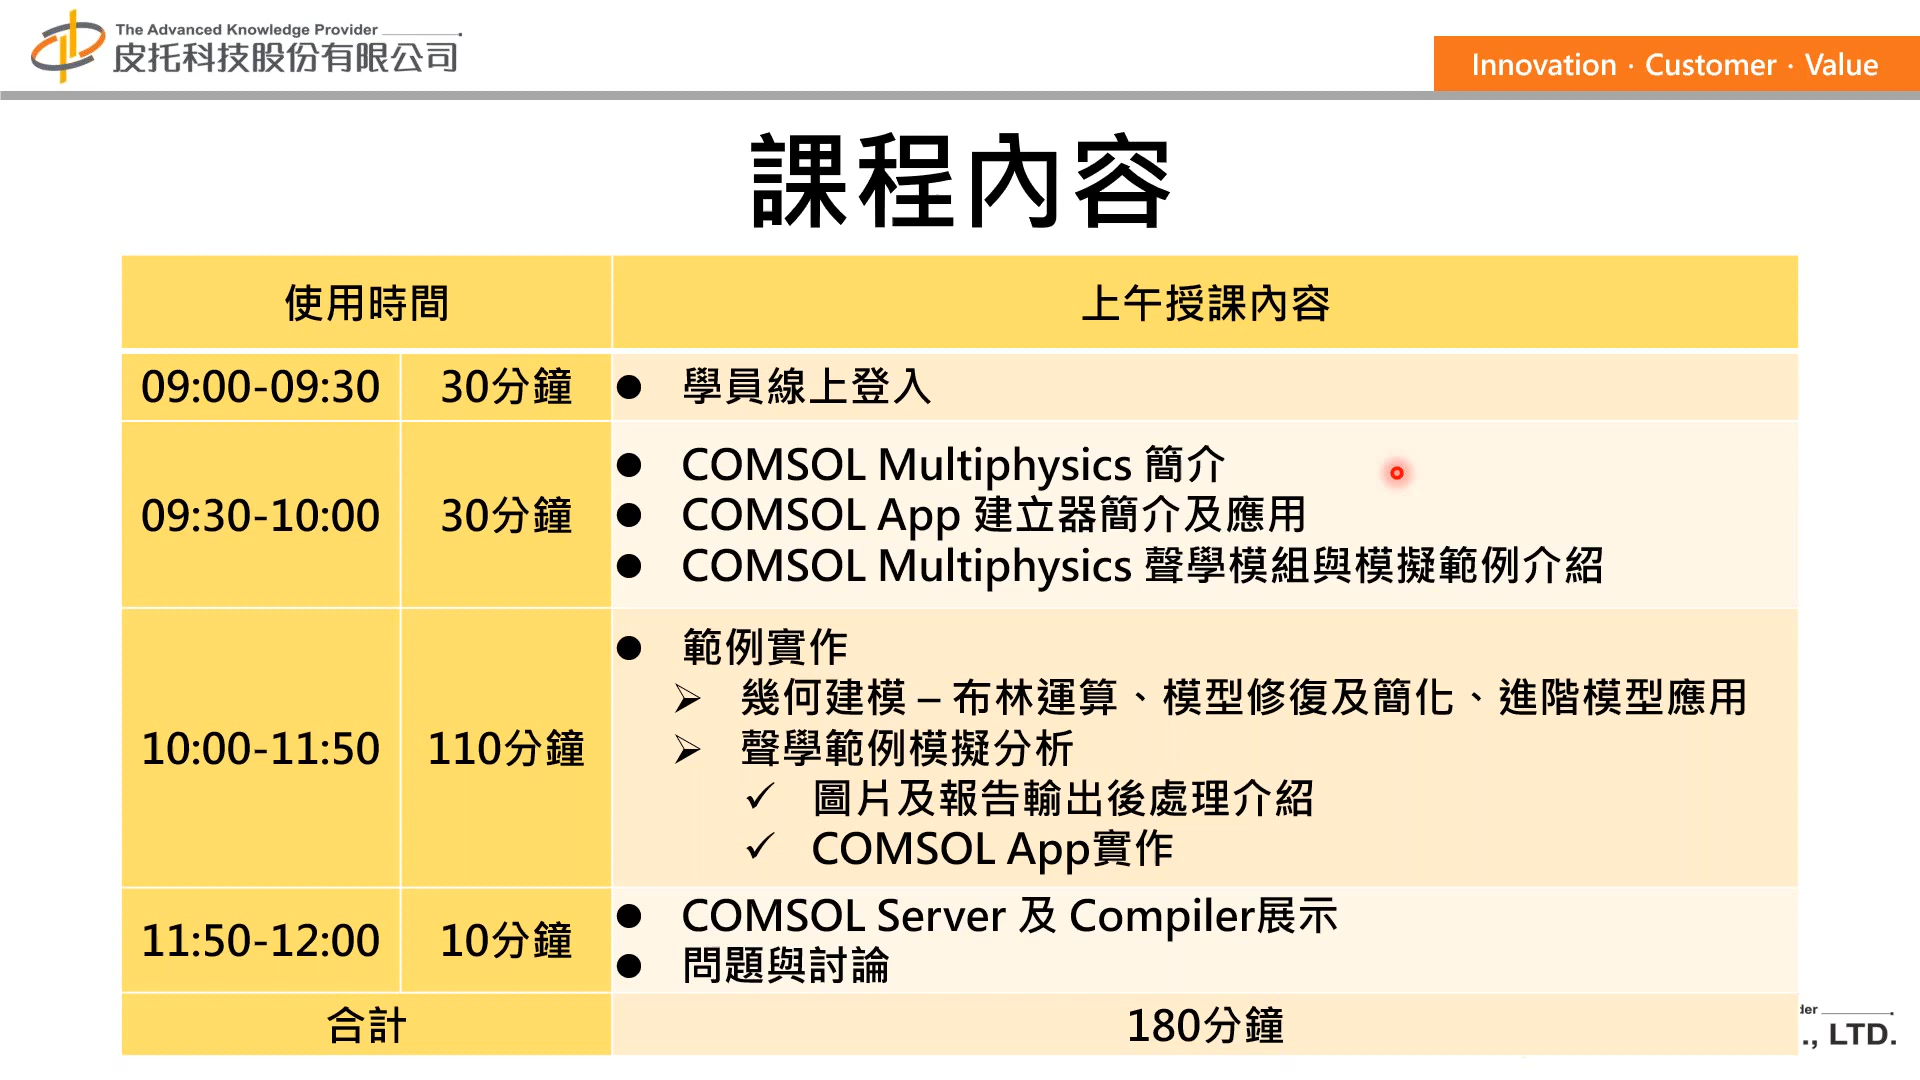 The Advanced Knowledge Provider
皮托科技股份有限公司
Innovation · Customer · Value
課程內容
使用時間
上午授課內容
09:00-09:30
30分鐘
● 學員線上登入
09:30-10:00
30分鐘
● COMSOL Multiphysics 簡介
● COMSOL App 建立器簡介及應用
● COMSOL Multiphysics 聲學模組與模擬範例介紹
10:00-11:50
110分鐘
● 範例實作
➢ 幾何建模 – 布林運算、模型修復及簡化、進階模型應用
➢ 聲學範例模擬分析
✓ 圖片及報告輸出後處理介紹
✓ COMSOL App實作
11:50-12:00
10分鐘
● COMSOL Server 及 Compiler展示
● 問題與討論
合計
180分鐘
., LTD.